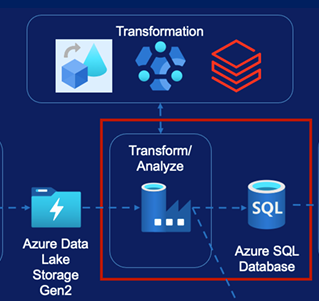 Transformation
Transform/
Analyze
SQL
Azure Data
Lake
Storage
Gen2
Azure SQL
Database